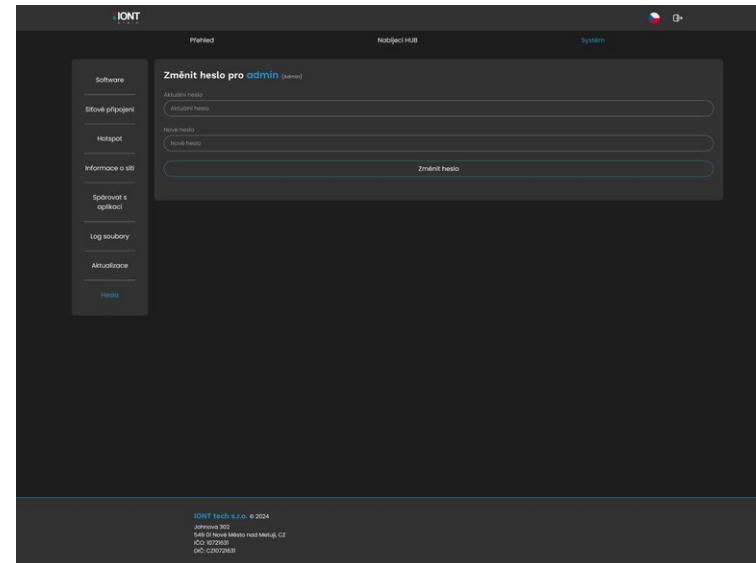 IONT
Přehled
Nabíjecí HUB
Systém
Software
Síťové připojení
Hotspot
Informace o síti
Spárovat s
aplikací
Log soubory
Aktualizace
Hesla
Změnit heslo pro admin (Admin)
Aktuální heslo
Aktuální heslo
Nové heslo
Nové heslo
Změnit heslo
IONT tech s.r.o. © 2024
Johnova 302
549 01 Nové Město nad Metují, CZ
IČO: 10721631
DIČ: CZ10721631